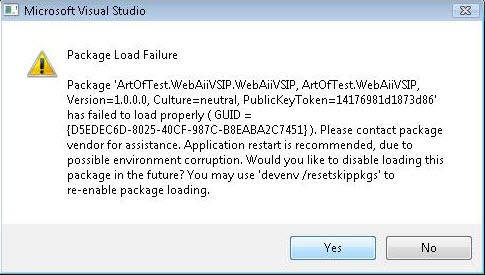 Microsoft Visual Studio
Package Load Failure
Package 'ArtOfTest.WebAiiVSIP.WebAiiVSIP, ArtOfTest.WebAiiVSIP,
Version=1.0.0.0, Culture=neutral, PublicKeyToken=14176981d1873d86'
has failed to load properly ( GUID =
{D5EDEC6D-8025-40CF-987C-B8EABA2C7451} ). Please contact package
vendor for assistance. Application restart is recommended, due to
possible environment corruption. Would you like to disable loading this
package in the future? You may use 'devenv /resetskippkgs' to
re-enable package loading.
Yes
No